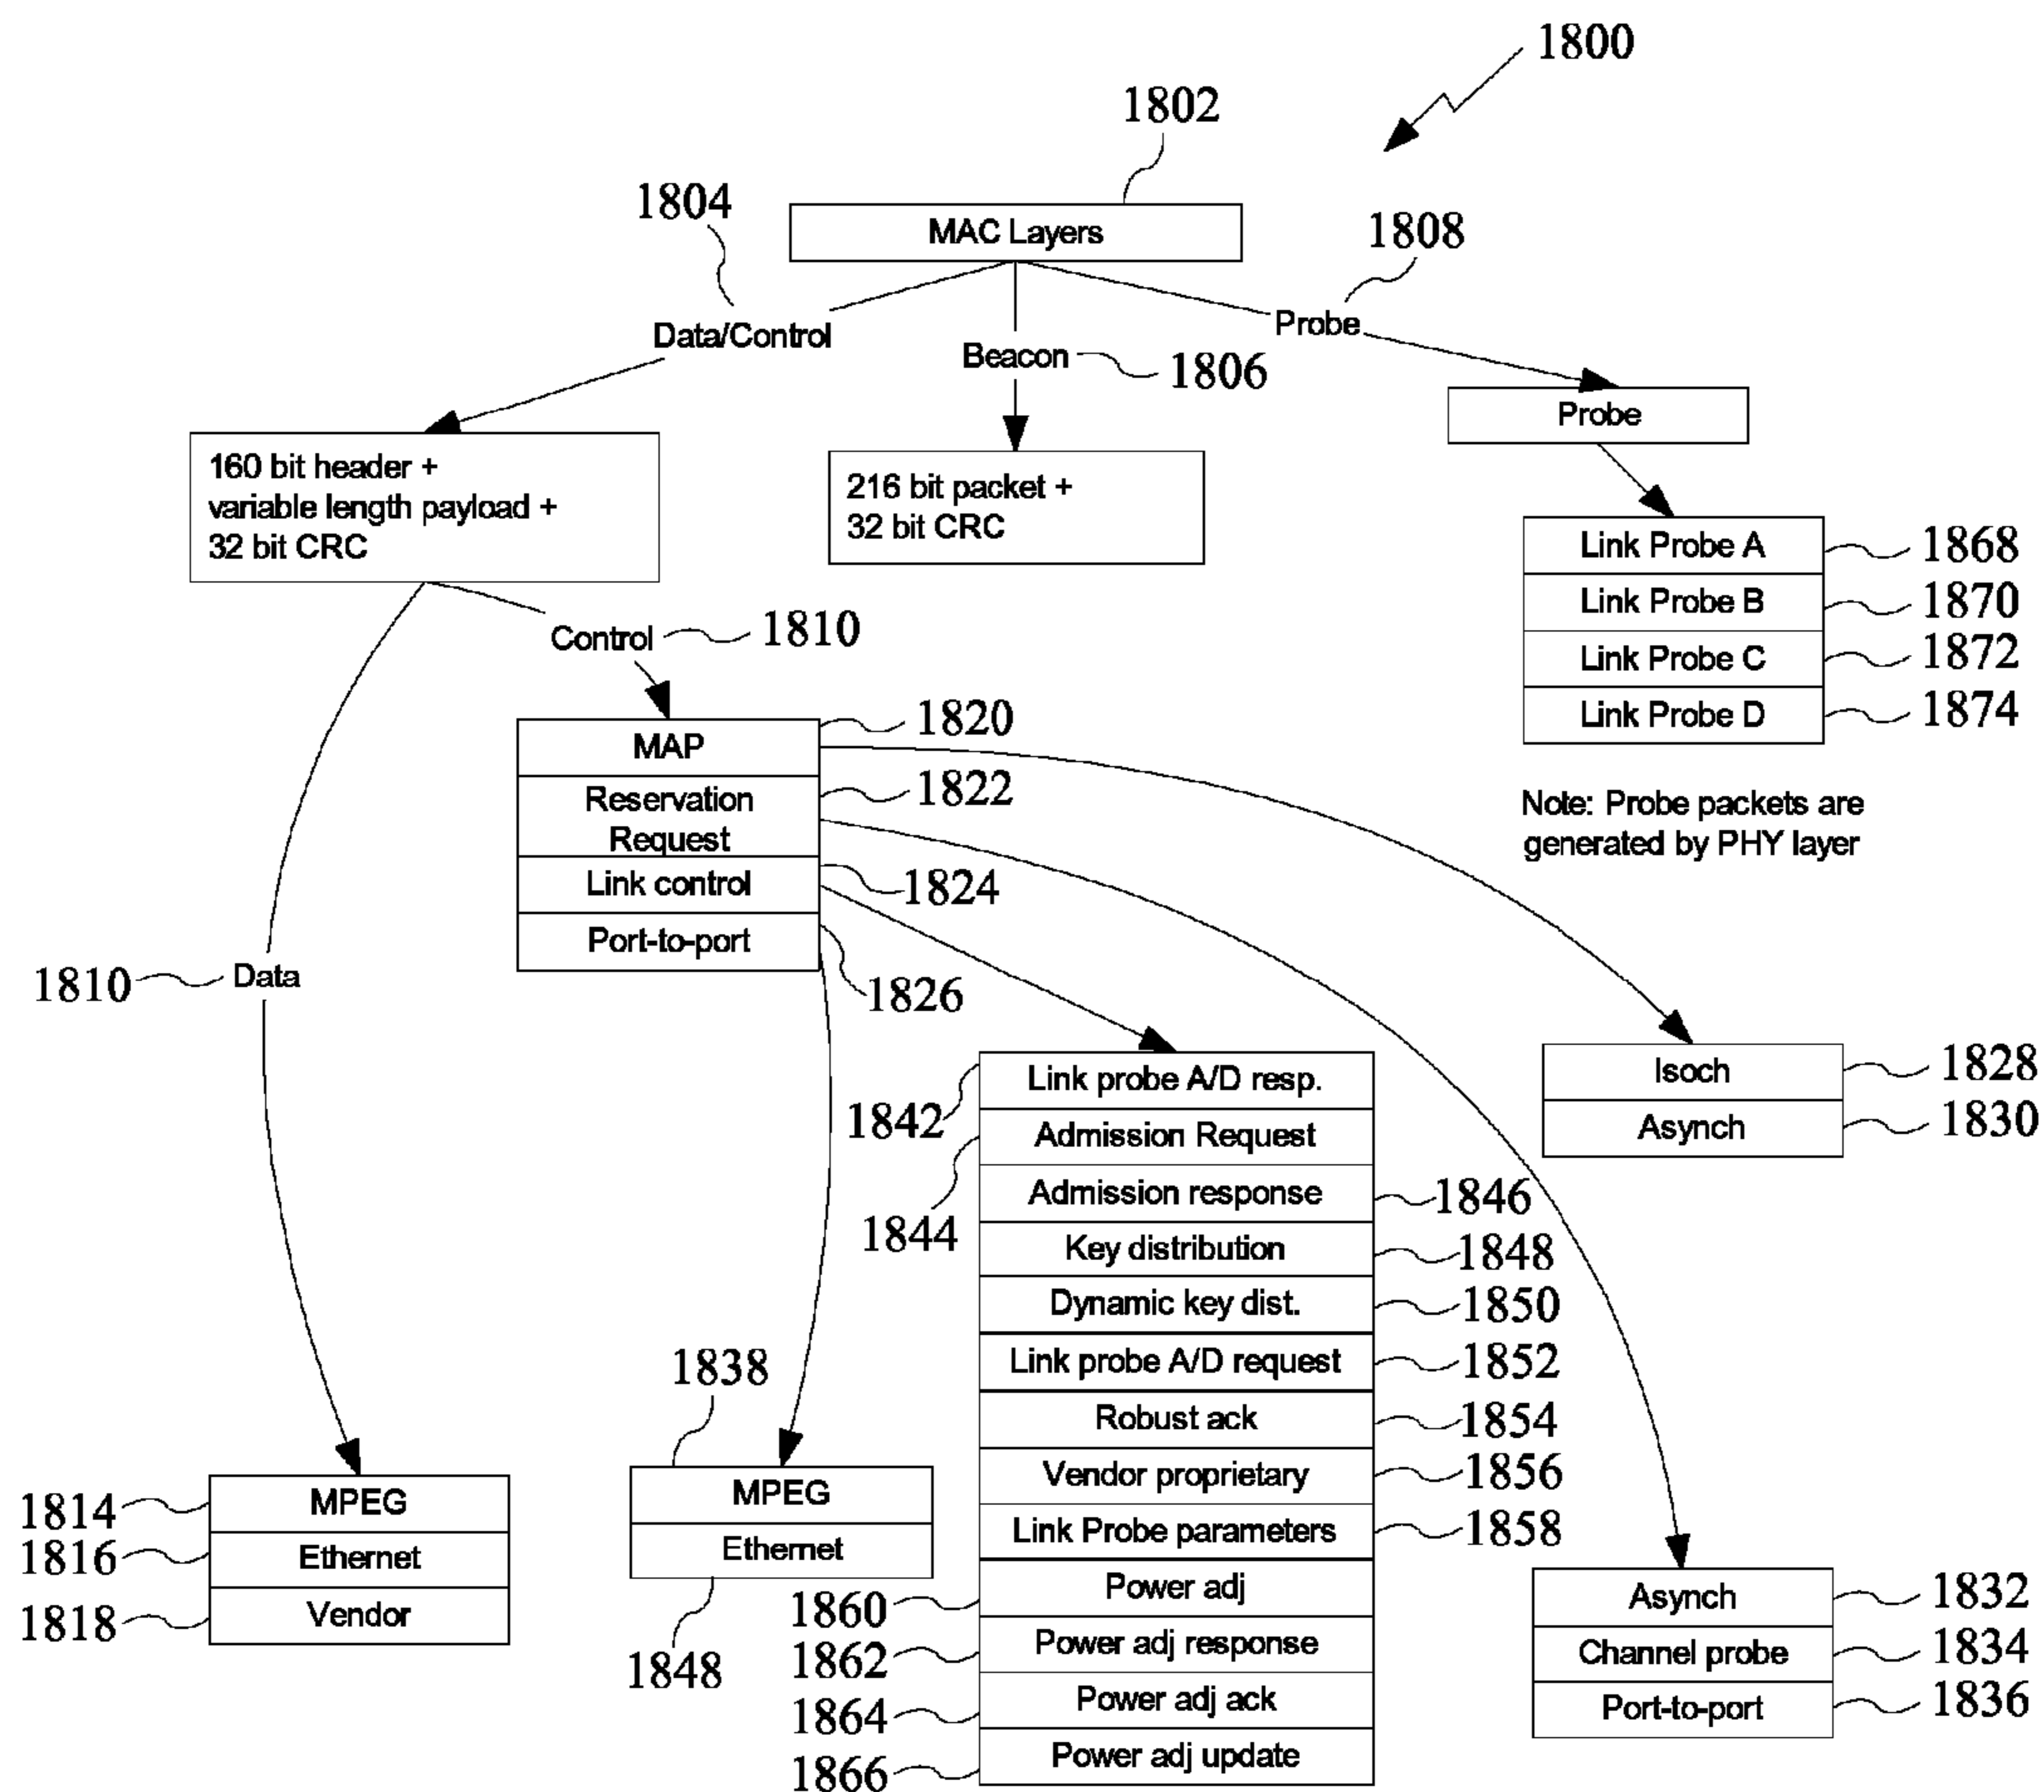 1800
1802
MAC Layers
1804
1808
Data/Control
Probe
Beacon
1806
Probe
160 bit header +
variable length payload +
32 bit CRC
216 bit packet +
32 bit CRC
Link Probe A
1868
Link Probe B
1870
Link Probe C
1872
Link Probe D
1874
Note: Probe packets are
generated by PHY layer
Control
1810
MAP
1820
Reservation
Request
1822
Link control
1824
Port-to-port
1826
1810
Data
Isoch
1828
Asynch
1830
Link probe A/D resp.
1842
Admission Request
1844
Admission response
1846
Key distribution
1848
Dynamic key dist.
1850
Link probe A/D request
1852
Robust ack
1854
Vendor proprietary
1856
Link Probe parameters
1858
Power adj
1860
Power adj response
1862
Power adj ack
1864
Power adj update
1866
1814
MPEG
1816
Ethernet
1818
Vendor
1838
MPEG
Ethernet
1848
Asynch
1832
Channel probe
1834
Port-to-port
1836